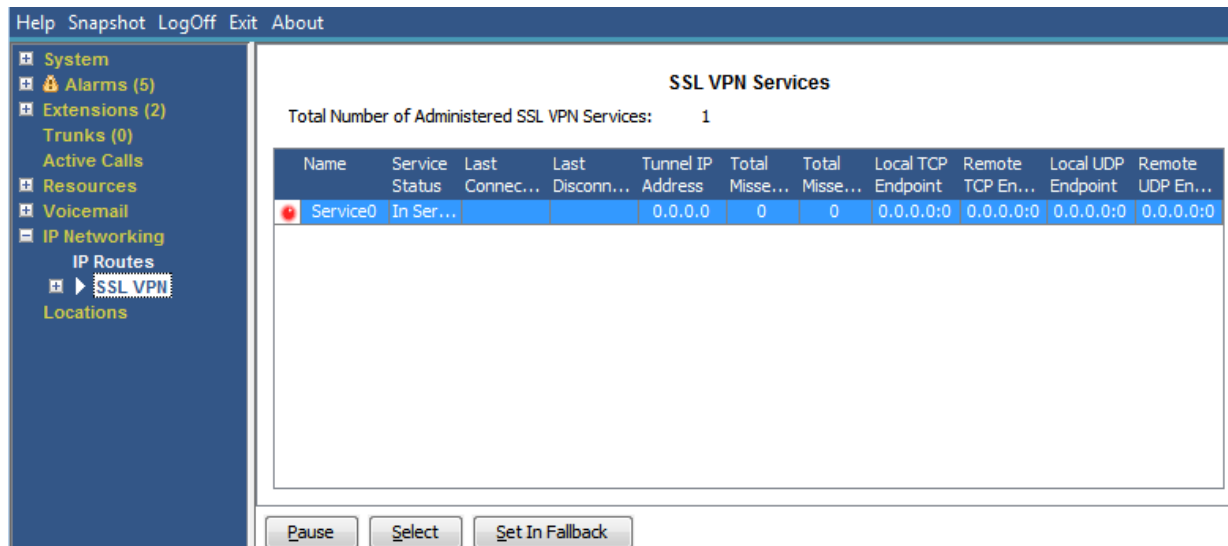 Help Snapshot LogOff Exit About
System
Alarms (5)
Extensions (2)
Trunks (0)
Active Calls
Resources
Voicemail
IP Networking
IP Routes
SSL VPN
Locations
SSL VPN Services
Total Number of Administered SSL VPN Services: 1
Name Service Last Last Tunnel IP Total Total Local TCP Remote Local UDP Remote
Status Connec... Disconn... Address Misse... Misse... Endpoint TCP En... Endpoint UDP En...
Service0 In Ser... 0.0.0.0 0 0 0.0.0.0:0 0.0.0.0:0 0.0.0.0:0 0.0.0.0:0
Pause Select Set In Fallback